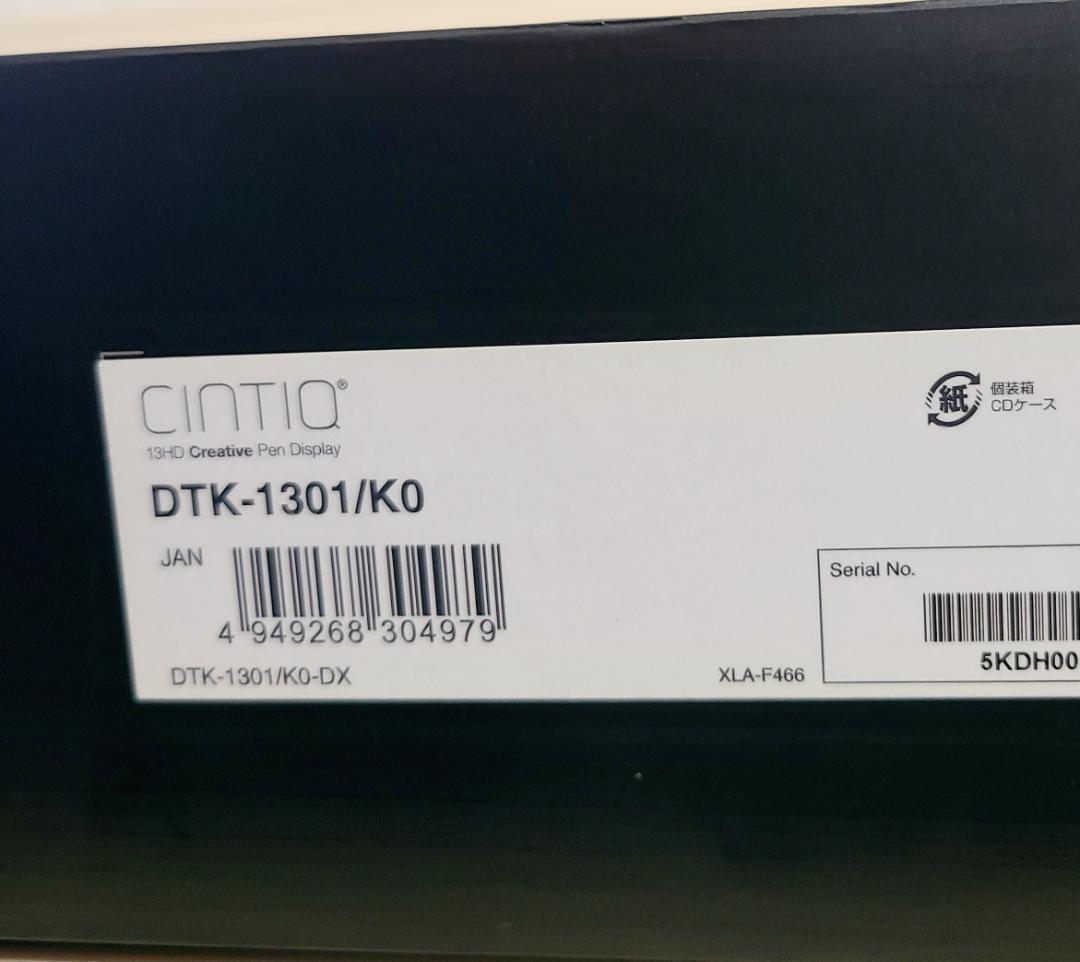 CINTIQ®
13HD Creative Pen Display
DTK-1301/K0
JAN
4 949268 304979
DTK-1301/K0-DX
XLA-F466
紙
個装箱
CDケース
Serial No.
5KDH00